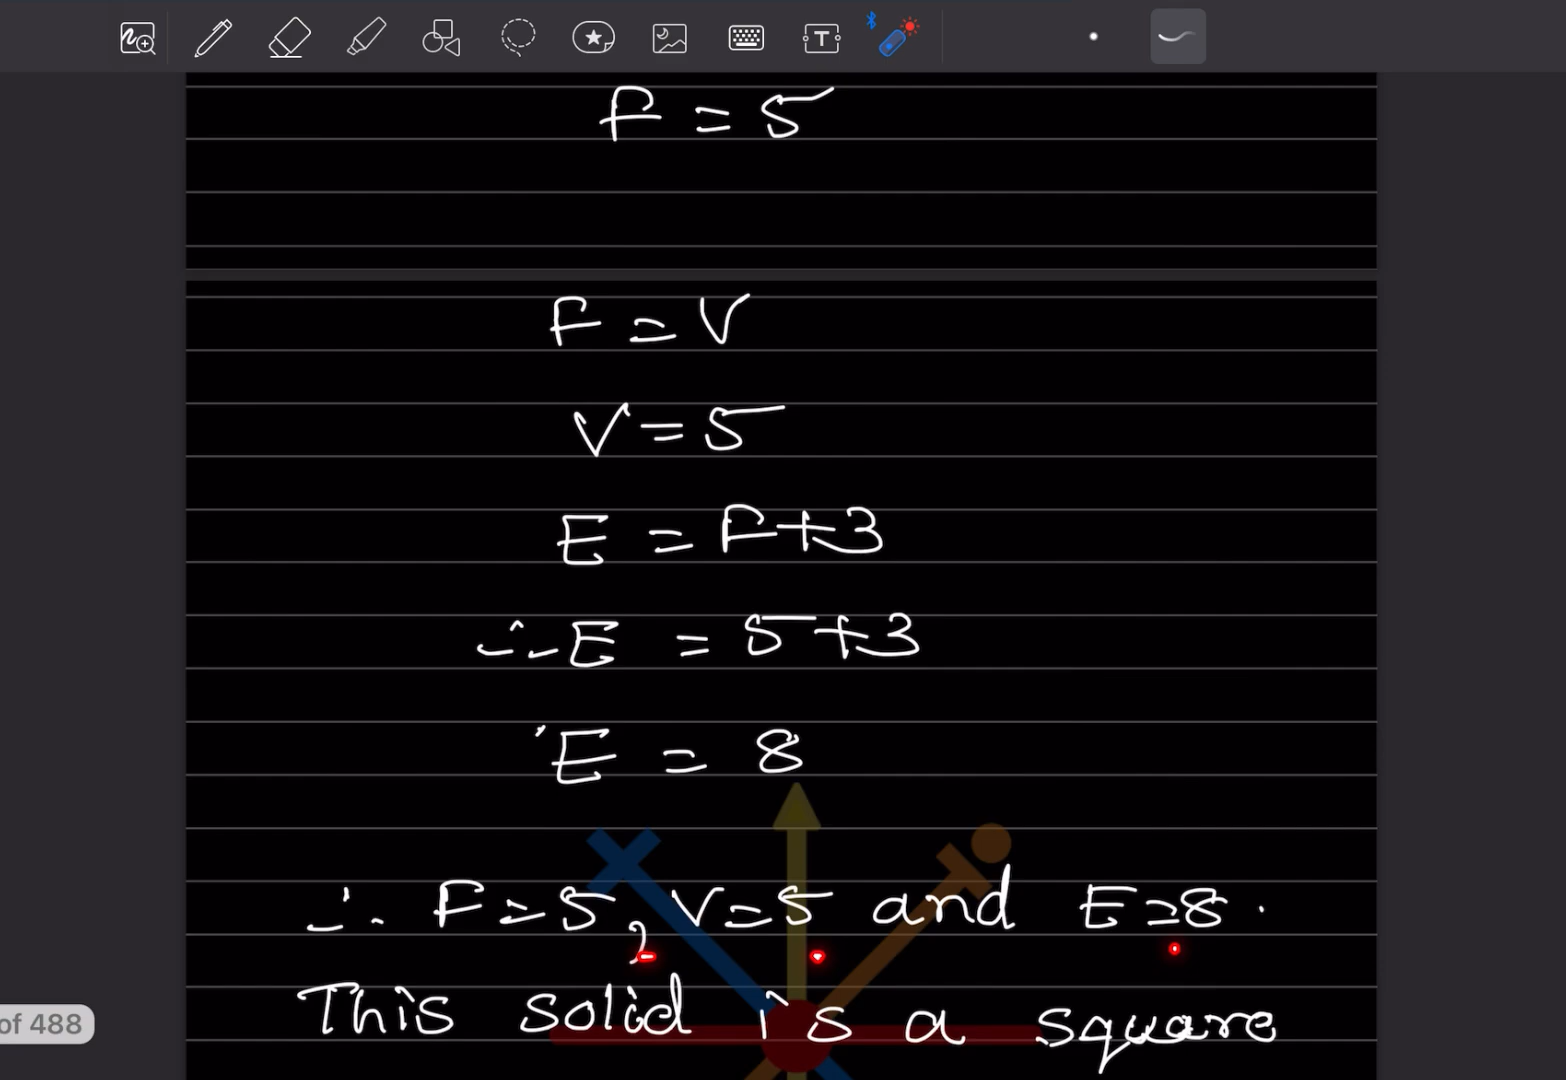 F = 5
F = V
V = 5
E = F+3
∴ E = 5+3
E = 8
∴ F=5, V=5 and E=8.
This solid is a square
of 488